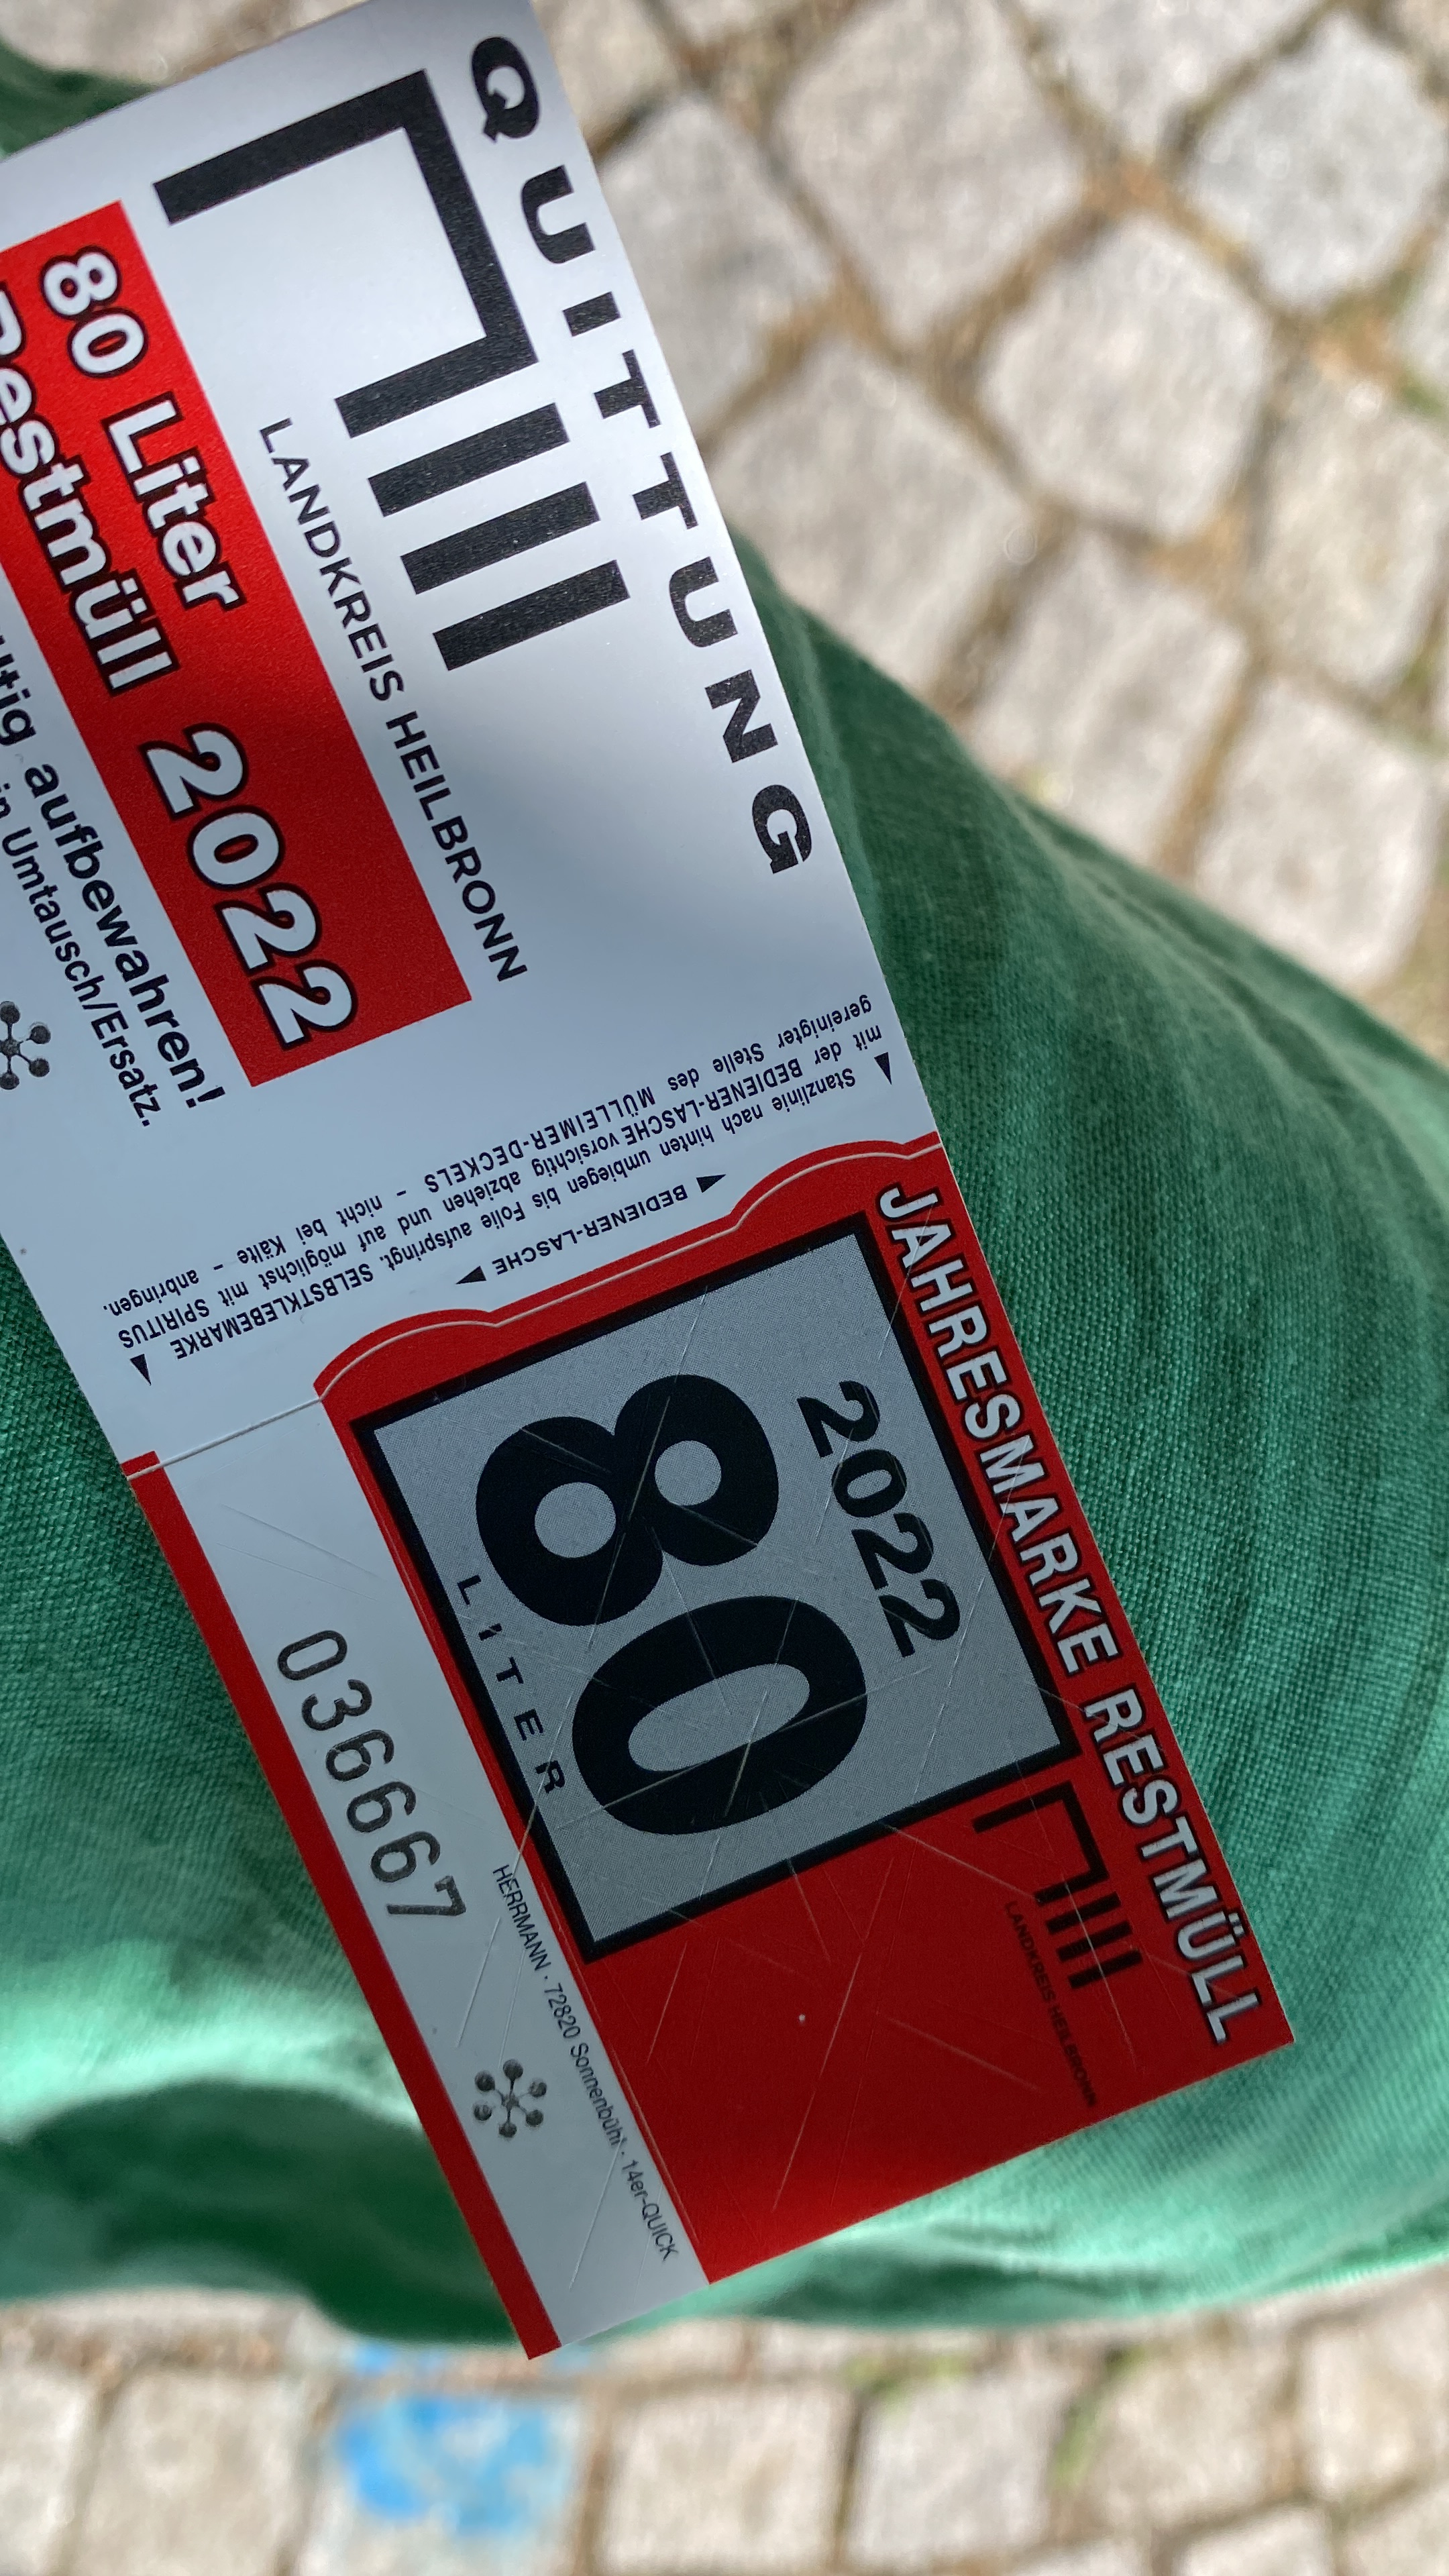 QUITTUNG
LANDKREIS HEILBRONN
80 Liter
Restmüll 2022
aufbewahren!
in Umtausch/Ersatz.
BEDIENER-LASCHE
SELBSTKLEBEMARKE
Stanzlinie nach hinten umbiegen bis Folie aufspringt.
mit der BEDIENER-LASCHE vorsichtig abziehen und auf möglichst mit SPIRITUS
gereinigter Stelle des MÜLLEIMER-DECKELS - nicht bei Kälte - anbringen.
JAHRESMARKE RESTMÜLL
2022
80
LITER
LANDKREIS HEILBRONN
HERRMANN · 72820 Sonnenbühl · 14er-QUICK
036667